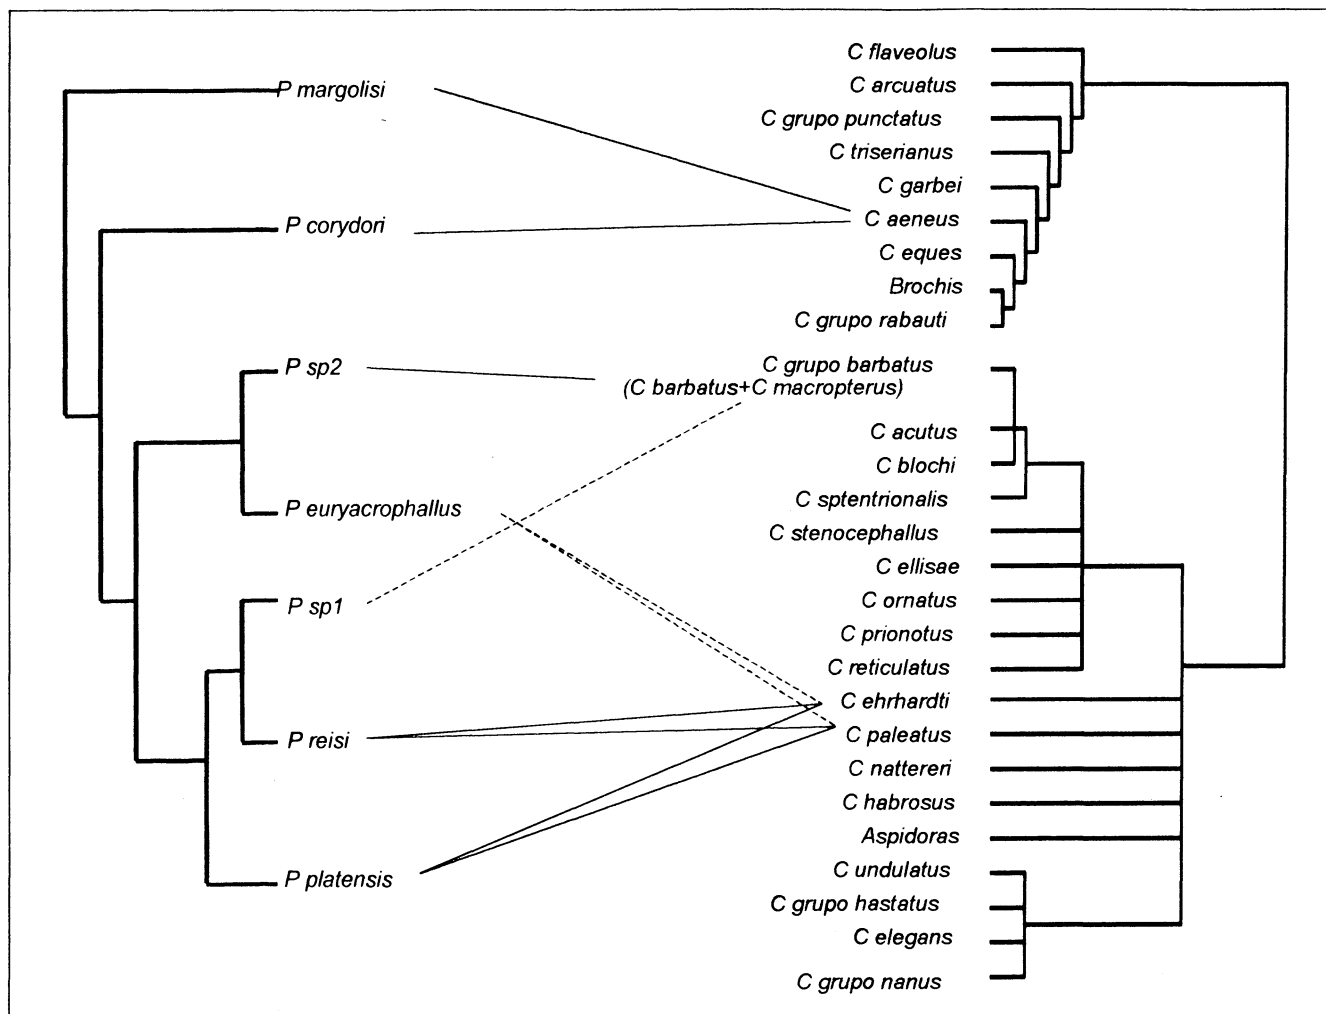 P margolisi
P corydori
P sp2
P euryacrophallus
P sp1
P reisi
P platensis
C flaveolus
C arcuatus
C grupo punctatus
C triserianus
C garbei
C aeneus
C eques
Brochis
C grupo rabauti
C grupo barbatus
(C barbatus+C macropterus)
C acutus
C blochi
C sptentrionalis
C stenocephallus
C ellisae
C ornatus
C prionotus
C reticulatus
C ehrhardti
C paleatus
C nattereri
C habrosus
Aspidoras
C undulatus
C grupo hastatus
C elegans
C grupo nanus